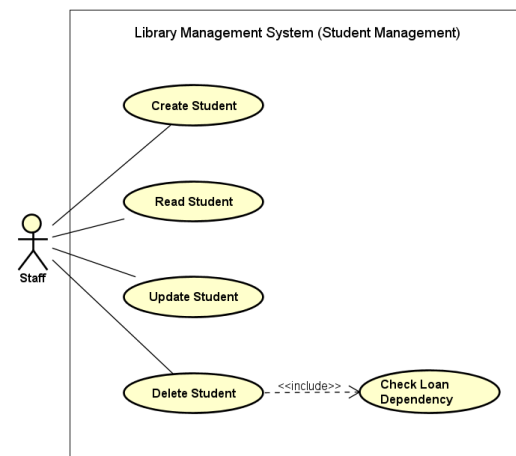 Library Management System (Student Management)
Create Student
Read Student
Staff
Update Student
Delete Student
<<include>>
Check Loan
Dependency